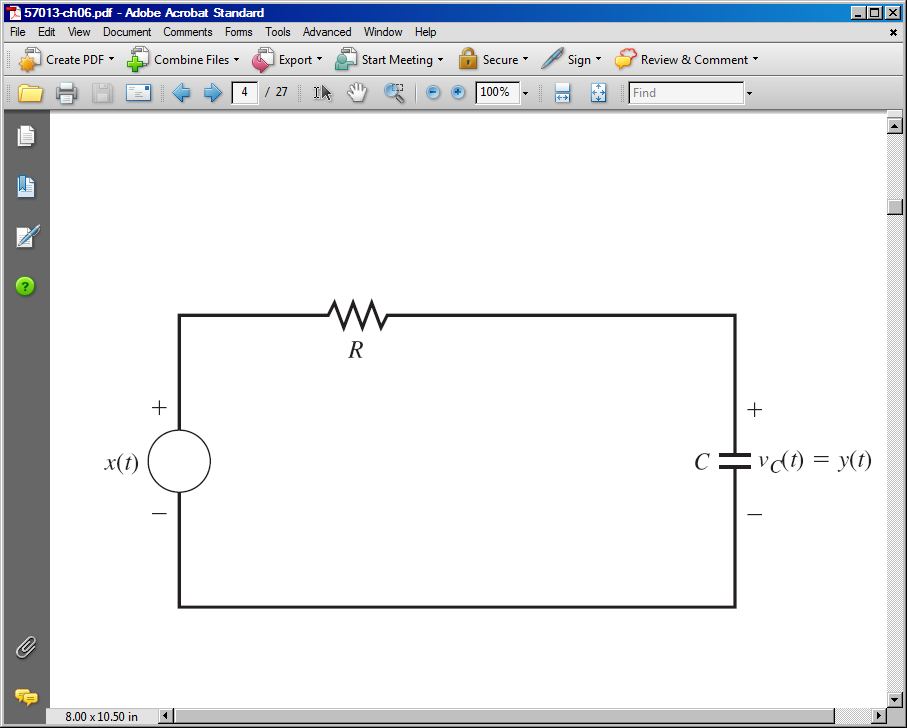 57013-ch06.pdf - Adobe Acrobat Standard
File Edit View Document Comments Forms Tools Advanced Window Help
Create PDF Combine Files Export Start Meeting Secure Sign Review & Comment
4 / 27 100% Find
R
+ +
x(t) C v_C(t) = y(t)
− −
8.00 x 10.50 in